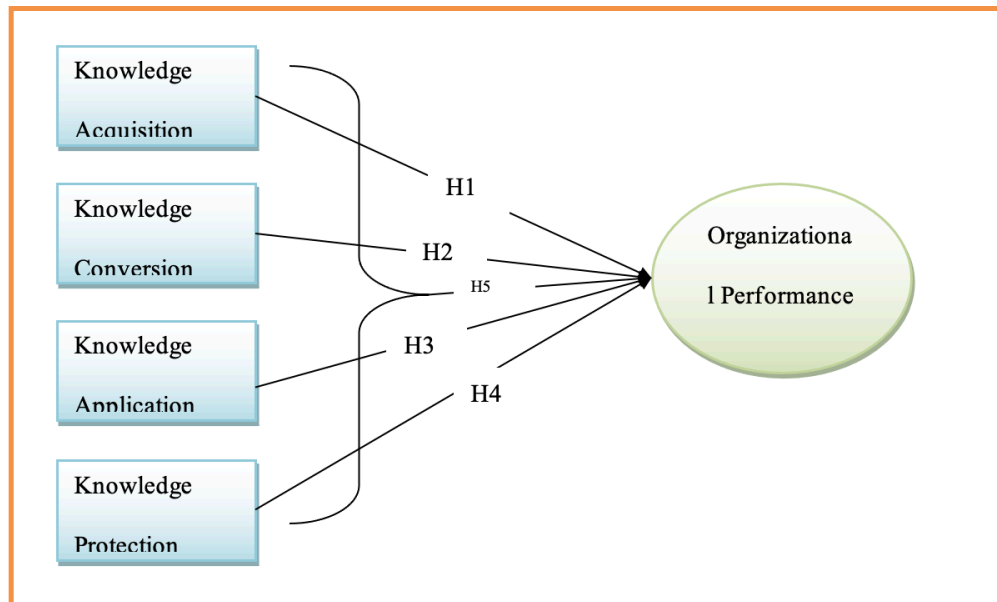 Knowledge
Acquisition
H1
Knowledge
Conversion
H2
Organizationa
l Performance
H5
Knowledge
Application
H3
H4
Knowledge
Protection